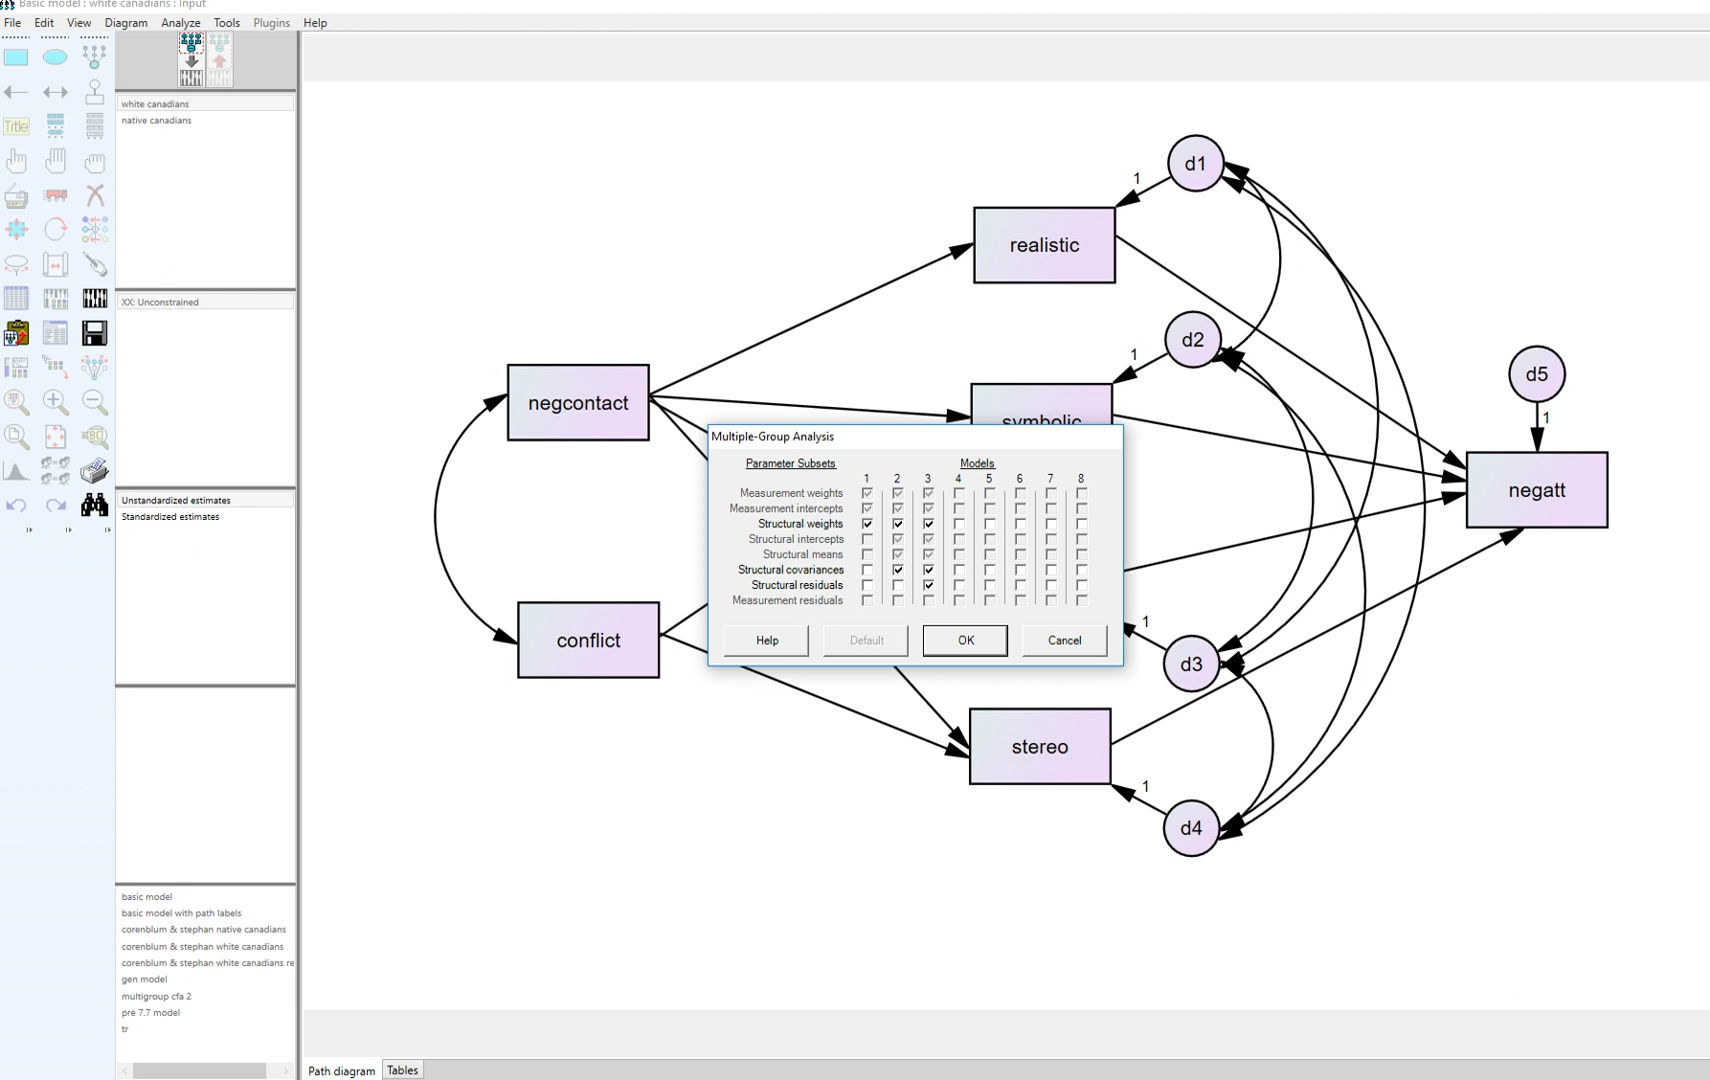 Basic model : white canadians : Input
File Edit View Diagram Analyze Tools Plugins Help
Title
white canadians
native canadians
XX: Unconstrained
Unstandardized estimates
Standardized estimates
basic model
basic model with path labels
corenblum & stephan native canadians
corenblum & stephan white canadians
corenblum & stephan white canadians re
gen model
multigroup cfa 2
pre 7.7 model
tr
d1
1
realistic
d2
1
symbolic
negcontact
d5
1
negatt
conflict
1
d3
stereo
1
d4
Multiple-Group Analysis
Parameter Subsets Models
1 2 3 4 5 6 7 8
Measurement weights
Measurement intercepts
Structural weights
Structural intercepts
Structural means
Structural covariances
Structural residuals
Measurement residuals
Help Default OK Cancel
Path diagram Tables